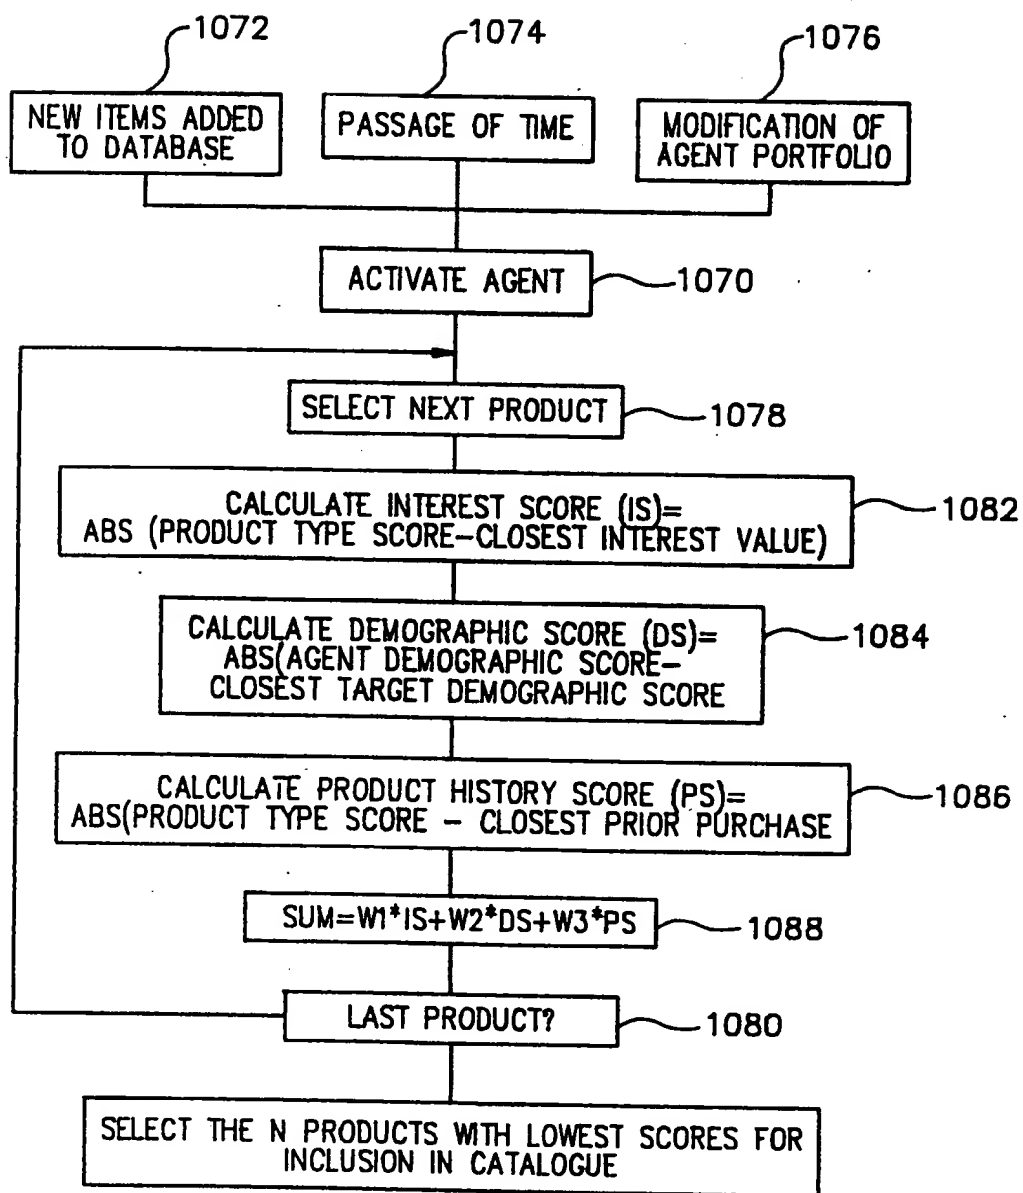 1072
1074
1076
NEW ITEMS ADDED
TO DATABASE
PASSAGE OF TIME
MODIFICATION OF
AGENT PORTFOLIO
ACTIVATE AGENT
1070
SELECT NEXT PRODUCT
1078
CALCULATE INTEREST SCORE (IS)=
ABS (PRODUCT TYPE SCORE-CLOSEST INTEREST VALUE)
1082
CALCULATE DEMOGRAPHIC SCORE (DS)=
ABS(AGENT DEMOGRAPHIC SCORE-
CLOSEST TARGET DEMOGRAPHIC SCORE
1084
CALCULATE PRODUCT HISTORY SCORE (PS)=
ABS(PRODUCT TYPE SCORE - CLOSEST PRIOR PURCHASE
1086
SUM=W1*IS+W2*DS+W3*PS
1088
LAST PRODUCT?
1080
SELECT THE N PRODUCTS WITH LOWEST SCORES FOR
INCLUSION IN CATALOGUE